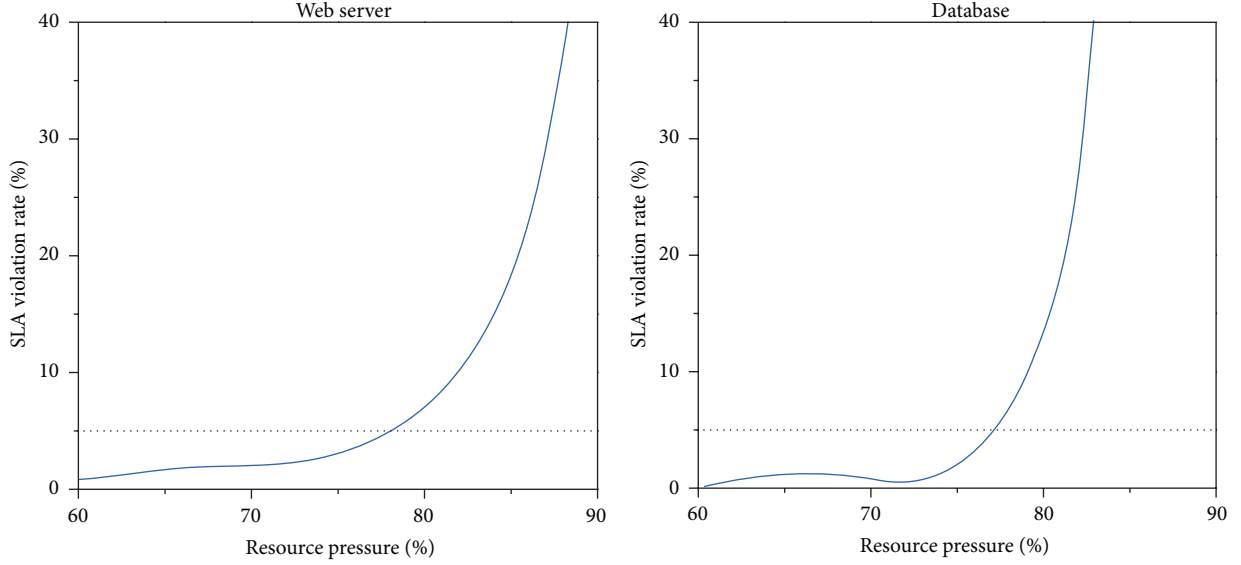 Web server
40
30
20
10
0
SLA violation rate (%)
60 70 80 90
Resource pressure (%)
Database
40
30
20
10
0
SLA violation rate (%)
60 70 80 90
Resource pressure (%)